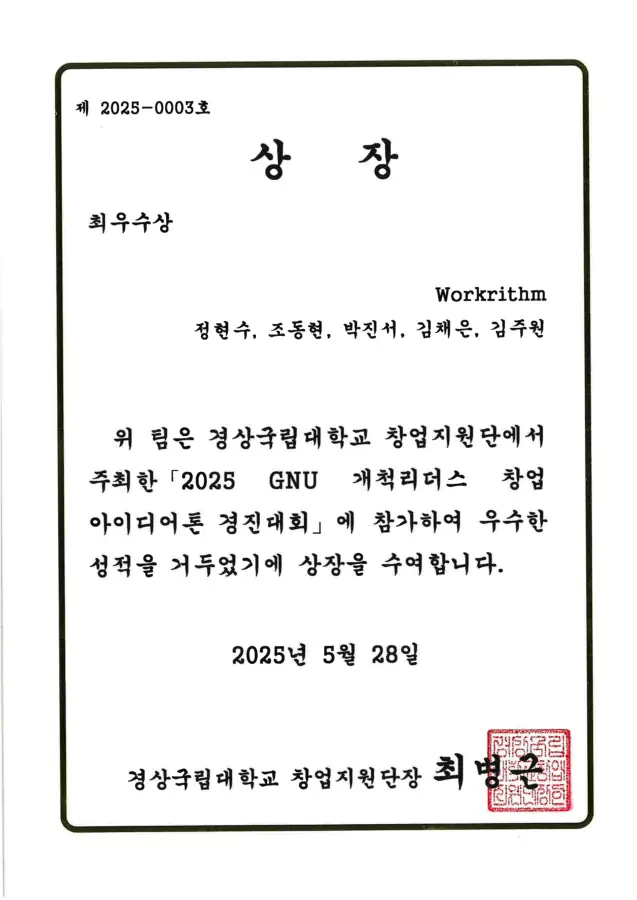 제 2025-0003호
상 장
최우수상
Workrithm
정현수, 조동현, 박진서, 김채은, 김주원
위 팀은 경상국립대학교 창업지원단에서
주최한「2025 GNU 개척리더스 창업
아이디어톤 경진대회」에 참가하여 우수한
성적을 거두었기에 상장을 수여합니다.
2025년 5월 28일
경상국립대학교 창업지원단장 최병근